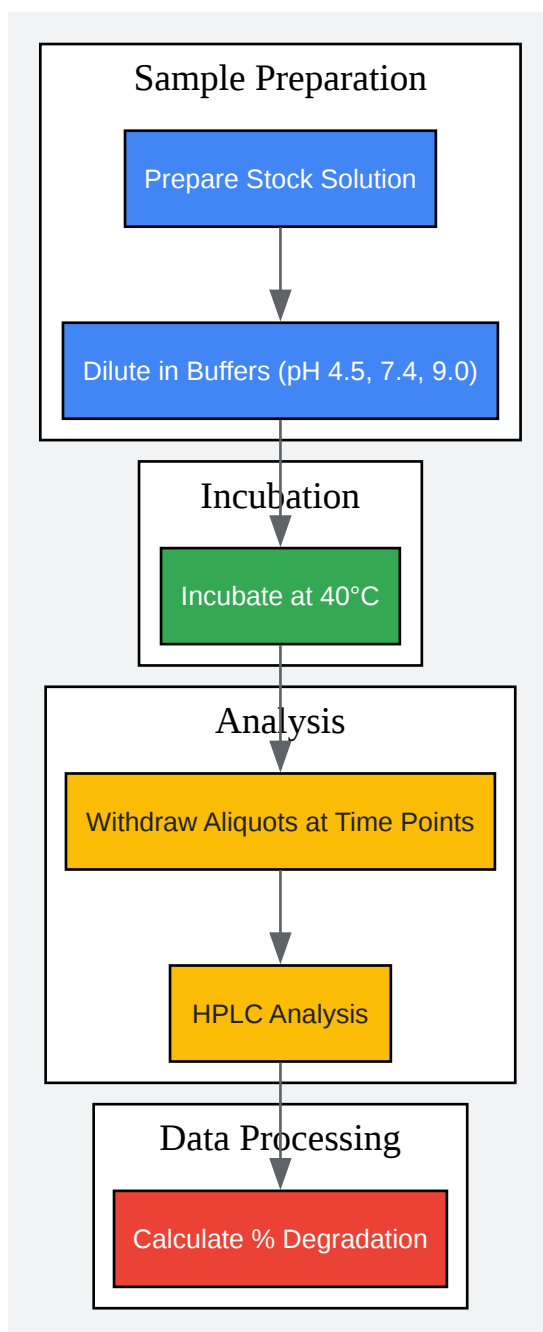 Sample Preparation
Prepare Stock Solution
Dilute in Buffers (pH 4.5, 7.4, 9.0)
Incubation
Incubate at 40°C
Analysis
Withdraw Aliquots at Time Points
HPLC Analysis
Data Processing
Calculate % Degradation